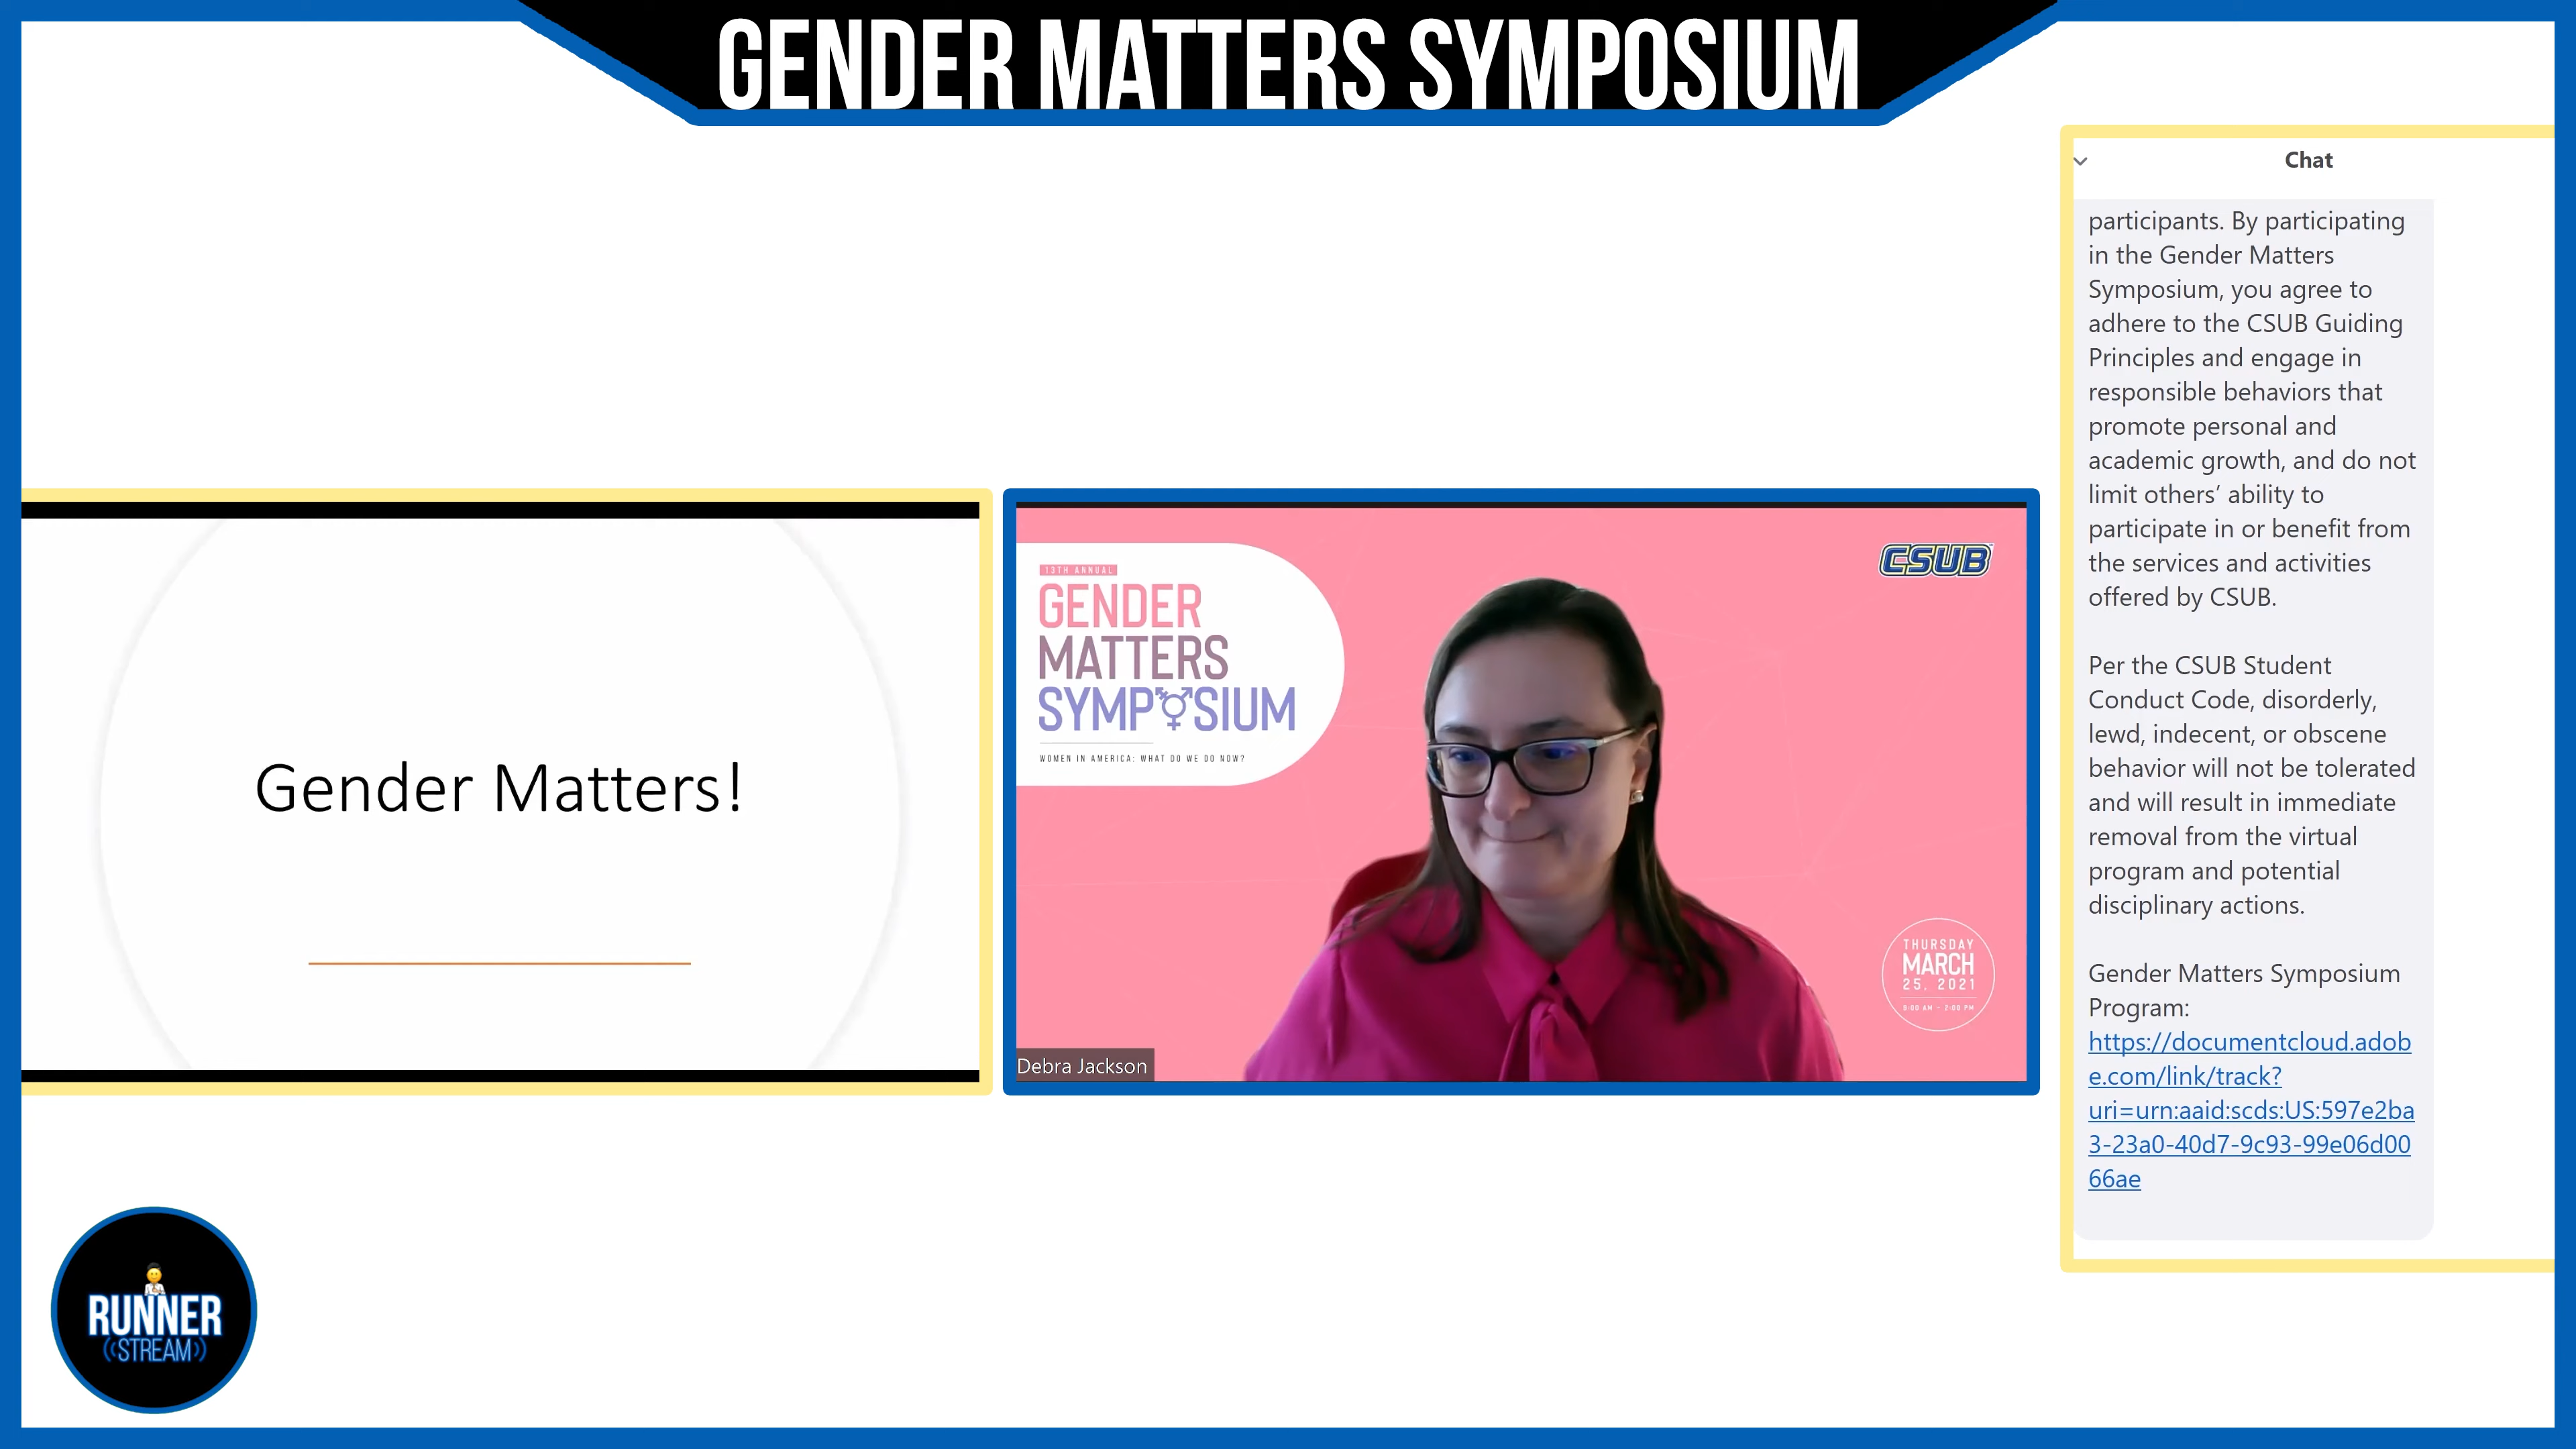 GENDER MATTERS SYMPOSIUM
Gender Matters!
13TH ANNUAL
GENDER
MATTERS
SYMPOSIUM
WOMEN IN AMERICA: WHAT DO WE DO NOW?
CSUB
THURSDAY
MARCH
25, 2021
8:00 AM - 2:00 PM
Debra Jackson
Chat
participants. By participating
in the Gender Matters
Symposium, you agree to
adhere to the CSUB Guiding
Principles and engage in
responsible behaviors that
promote personal and
academic growth, and do not
limit others’ ability to
participate in or benefit from
the services and activities
offered by CSUB.
Per the CSUB Student
Conduct Code, disorderly,
lewd, indecent, or obscene
behavior will not be tolerated
and will result in immediate
removal from the virtual
program and potential
disciplinary actions.
Gender Matters Symposium
Program:
https://documentcloud.adob
e.com/link/track?
uri=urn:aaid:scds:US:597e2ba
3-23a0-40d7-9c93-99e06d00
66ae
RUNNER
STREAM